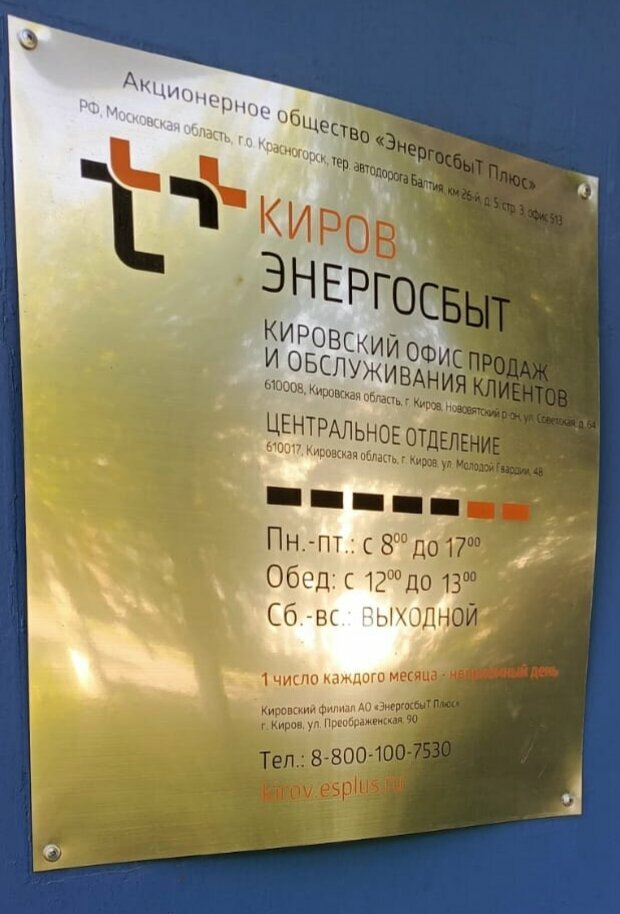 Акционерное общество «ЭнергосбыТ Плюс»
РФ, Московская область, г.о. Красногорск, тер. автодорога Балтия, км 26-й, д. 5, стр. 3, офис 513
КИРОВ
ЭНЕРГОСБЫТ
КИРОВСКИЙ ОФИС ПРОДАЖ
И ОБСЛУЖИВАНИЯ КЛИЕНТОВ
610008, Кировская область, г. Киров, Нововятский р-он, ул. Советская, д. 64
ЦЕНТРАЛЬНОЕ ОТДЕЛЕНИЕ
610017, Кировская область, г. Киров, ул. Молодой Гвардии, 48
Пн.-пт.: с 8⁰⁰ до 17⁰⁰
Обед: с 12⁰⁰ до 13⁰⁰
Сб.-вс.: ВЫХОДНОЙ
1 число каждого месяца - неприемный день
Кировский филиал АО «ЭнергосбыТ Плюс»
г. Киров, ул. Преображенская, 90
Тел.: 8-800-100-7530
kirov.esplus.ru